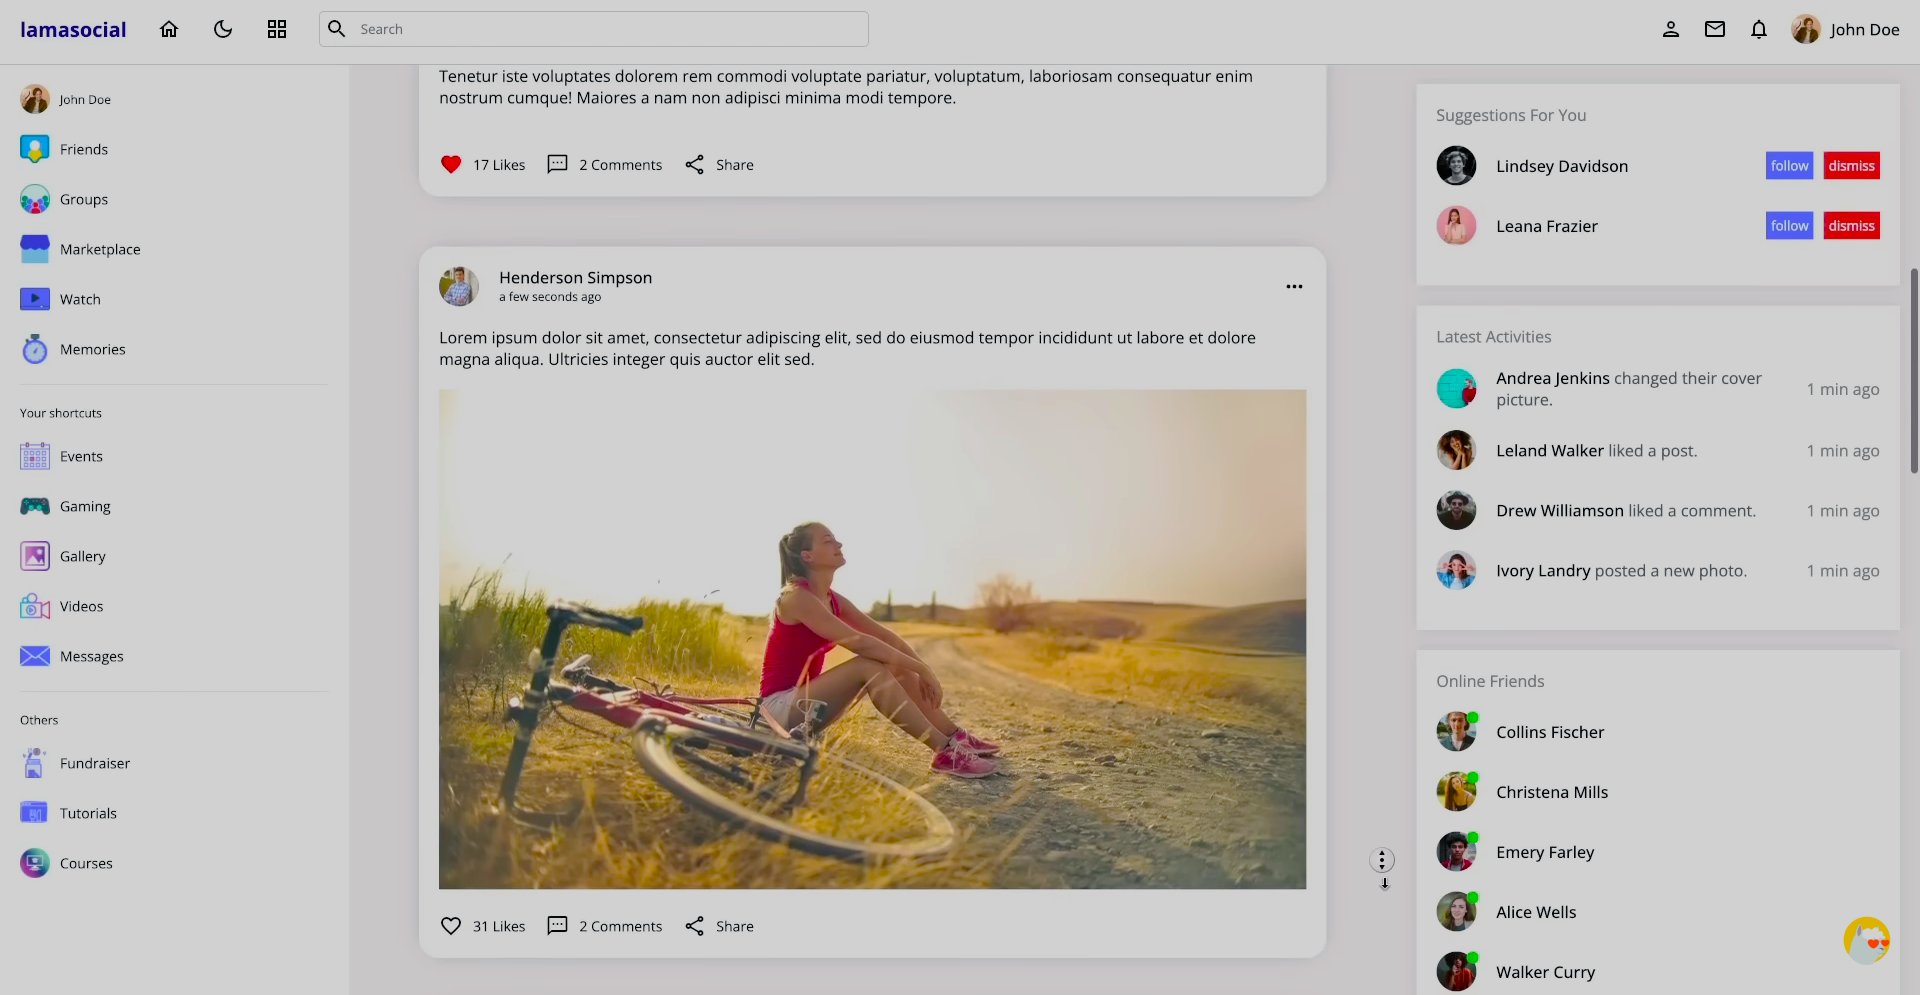 lamasocial
Search
John Doe
John Doe
Friends
Groups
Marketplace
Watch
Memories
Your shortcuts
Events
Gaming
Gallery
Videos
Messages
Others
Fundraiser
Tutorials
Courses
Tenetur iste voluptates dolorem rem commodi voluptate pariatur, voluptatum, laboriosam consequatur enim
nostrum cumque! Maiores a nam non adipisci minima modi tempore.
17 Likes
2 Comments
Share
Henderson Simpson
a few seconds ago
Lorem ipsum dolor sit amet, consectetur adipiscing elit, sed do eiusmod tempor incididunt ut labore et dolore
magna aliqua. Ultricies integer quis auctor elit sed.
31 Likes
2 Comments
Share
Suggestions For You
Lindsey Davidson
follow
dismiss
Leana Frazier
follow
dismiss
Latest Activities
Andrea Jenkins changed their cover
picture.
1 min ago
Leland Walker liked a post.
1 min ago
Drew Williamson liked a comment.
1 min ago
Ivory Landry posted a new photo.
1 min ago
Online Friends
Collins Fischer
Christena Mills
Emery Farley
Alice Wells
Walker Curry